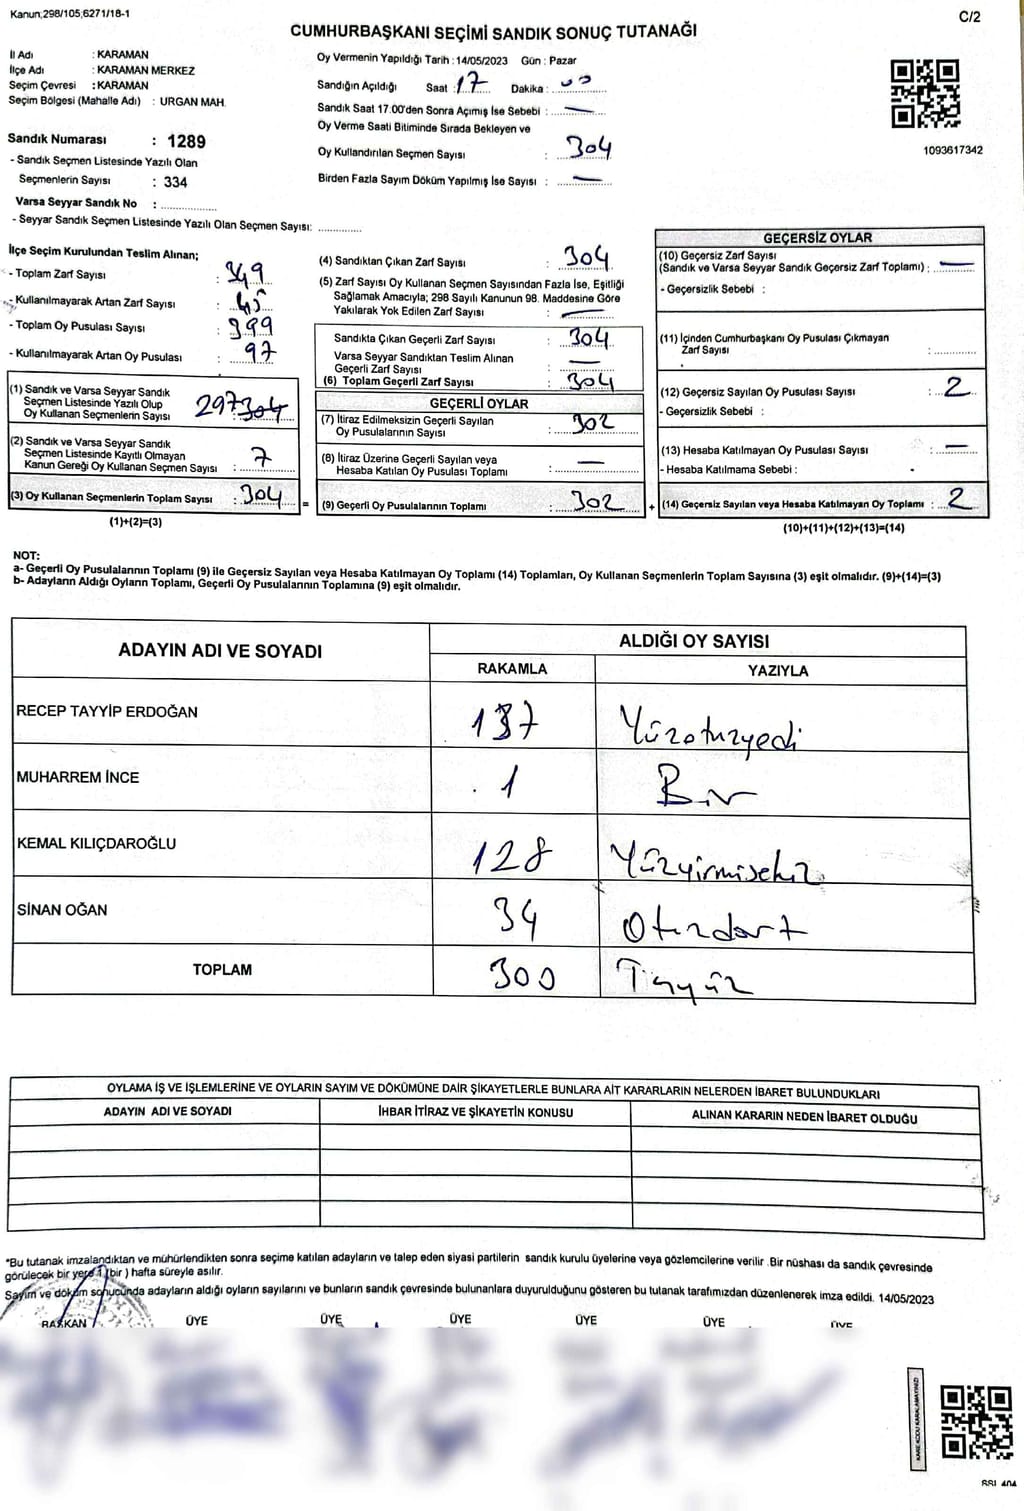 Kanun;298/105;6271/18-1
C/2
CUMHURBAŞKANI SEÇİMİ SANDIK SONUÇ TUTANAĞI
İl Adı : KARAMAN
İlçe Adı : KARAMAN MERKEZ
Seçim Çevresi : KARAMAN
Seçim Bölgesi (Mahalle Adı) : URGAN MAH.
Sandık Numarası : 1289
- Sandık Seçmen Listesinde Yazılı Olan
Seçmenlerin Sayısı : 334
Varsa Seyyar Sandık No : ................
- Seyyar Sandık Seçmen Listesinde Yazılı Olan Seçmen Sayısı: ............
Oy Vermenin Yapıldığı Tarih : 14/05/2023 Gün : Pazar
Sandığın Açıldığı Saat : 17 Dakika : 00
Sandık Saat 17.00'den Sonra Açımış İse Sebebi : —
Oy Verme Saati Bitiminde Sırada Bekleyen ve
Oy Kullandırılan Seçmen Sayısı : 304
Birden Fazla Sayım Döküm Yapılmış İse Sayısı : —
1093617342
İlçe Seçim Kurulundan Teslim Alınan;
- Toplam Zarf Sayısı : 349
- Kullanılmayarak Artan Zarf Sayısı : 45
- Toplam Oy Pusulası Sayısı : 399
- Kullanılmayarak Artan Oy Pusulası : 97
(1) Sandık ve Varsa Seyyar Sandık
Seçmen Listesinde Yazılı Olup
Oy Kullanan Seçmenlerin Sayısı 297 304
(2) Sandık ve Varsa Seyyar Sandık
Seçmen Listesinde Kayıtlı Olmayan
Kanun Gereği Oy Kullanan Seçmen Sayısı : 7
(3) Oy Kullanan Seçmenlerin Toplam Sayısı : 304
(1)+(2)=(3)
(4) Sandıktan Çıkan Zarf Sayısı : 304
(5) Zarf Sayısı Oy Kullanan Seçmen Sayısından Fazla İse, Eşitliği
Sağlamak Amacıyla; 298 Sayılı Kanunun 98. Maddesine Göre
Yakılarak Yok Edilen Zarf Sayısı : —
Sandıkta Çıkan Geçerli Zarf Sayısı : 304
Varsa Seyyar Sandıktan Teslim Alınan
Geçerli Zarf Sayısı : —
(6) Toplam Geçerli Zarf Sayısı : 304
GEÇERLİ OYLAR
(7) İtiraz Edilmeksizin Geçerli Sayılan
Oy Pusulalarının Sayısı : 302
(8) İtiraz Üzerine Geçerli Sayılan veya
Hesaba Katılan Oy Pusulası Toplamı : —
= (9) Geçerli Oy Pusulalarının Toplamı : 302
GEÇERSİZ OYLAR
(10) Geçersiz Zarf Sayısı
(Sandık ve Varsa Seyyar Sandık Geçersiz Zarf Toplamı) : —
- Geçersizlik Sebebi :
(11) İçinden Cumhurbaşkanı Oy Pusulası Çıkmayan
Zarf Sayısı : ............
(12) Geçersiz Sayılan Oy Pusulası Sayısı : 2
- Geçersizlik Sebebi :
(13) Hesaba Katılmayan Oy Pusulası Sayısı : —
- Hesaba Katılmama Sebebi :
+ (14) Geçersiz Sayılan veya Hesaba Katılmayan Oy Toplamı : 2
(10)+(11)+(12)+(13)=(14)
NOT:
a- Geçerli Oy Pusulalarının Toplamı (9) ile Geçersiz Sayılan veya Hesaba Katılmayan Oy Toplamı (14) Toplamları, Oy Kullanan Seçmenlerin Toplam Sayısına (3) eşit olmalıdır. (9)+(14)=(3)
b- Adayların Aldığı Oyların Toplamı, Geçerli Oy Pusulalarının Toplamına (9) eşit olmalıdır.
ADAYIN ADI VE SOYADI
ALDIĞI OY SAYISI
RAKAMLA YAZIYLA
RECEP TAYYİP ERDOĞAN 137 Yüzotuzyedi
MUHARREM İNCE 1 Bir
KEMAL KILIÇDAROĞLU 128 Yüzyirmisekiz
SİNAN OĞAN 34 Otuzdört
TOPLAM 300 Üçyüz
OYLAMA İŞ VE İŞLEMLERİNE VE OYLARIN SAYIM VE DÖKÜMÜNE DAİR ŞİKAYETLERLE BUNLARA AİT KARARLARIN NELERDEN İBARET BULUNDUKLARI
ADAYIN ADI VE SOYADI İHBAR İTİRAZ VE ŞİKAYETİN KONUSU ALINAN KARARIN NEDEN İBARET OLDUĞU
*Bu tutanak imzalandıktan ve mühürlendikten sonra seçime katılan adayların ve talep eden siyasi partilerin sandık kurulu üyelerine veya gözlemcilerine verilir .Bir nüshası da sandık çevresinde
görülecek bir yere 1 (bir ) hafta süreyle asılır.
Sayım ve döküm sonucunda adayların aldığı oyların sayılarını ve bunların sandık çevresinde bulunanlara duyurulduğunu gösteren bu tutanak tarafımızdan düzenlenerek imza edildi. 14/05/2023
BAŞKAN ÜYE ÜYE ÜYE ÜYE ÜYE ÜYE
KARE KODU KARALAMAYINIZ!